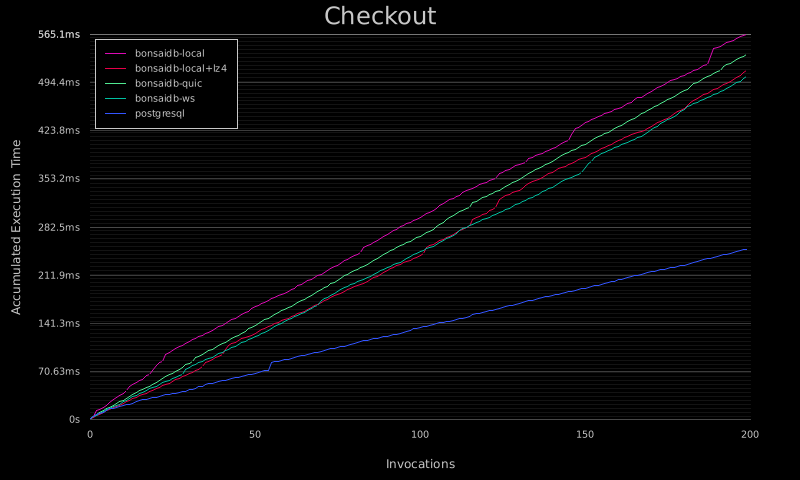 Checkout
565.1ms
494.4ms
423.8ms
353.2ms
282.5ms
211.9ms
141.3ms
70.63ms
0s
Accumulated Execution Time
bonsaidb-local
bonsaidb-local+lz4
bonsaidb-quic
bonsaidb-ws
postgresql
0 50 100 150 200
Invocations